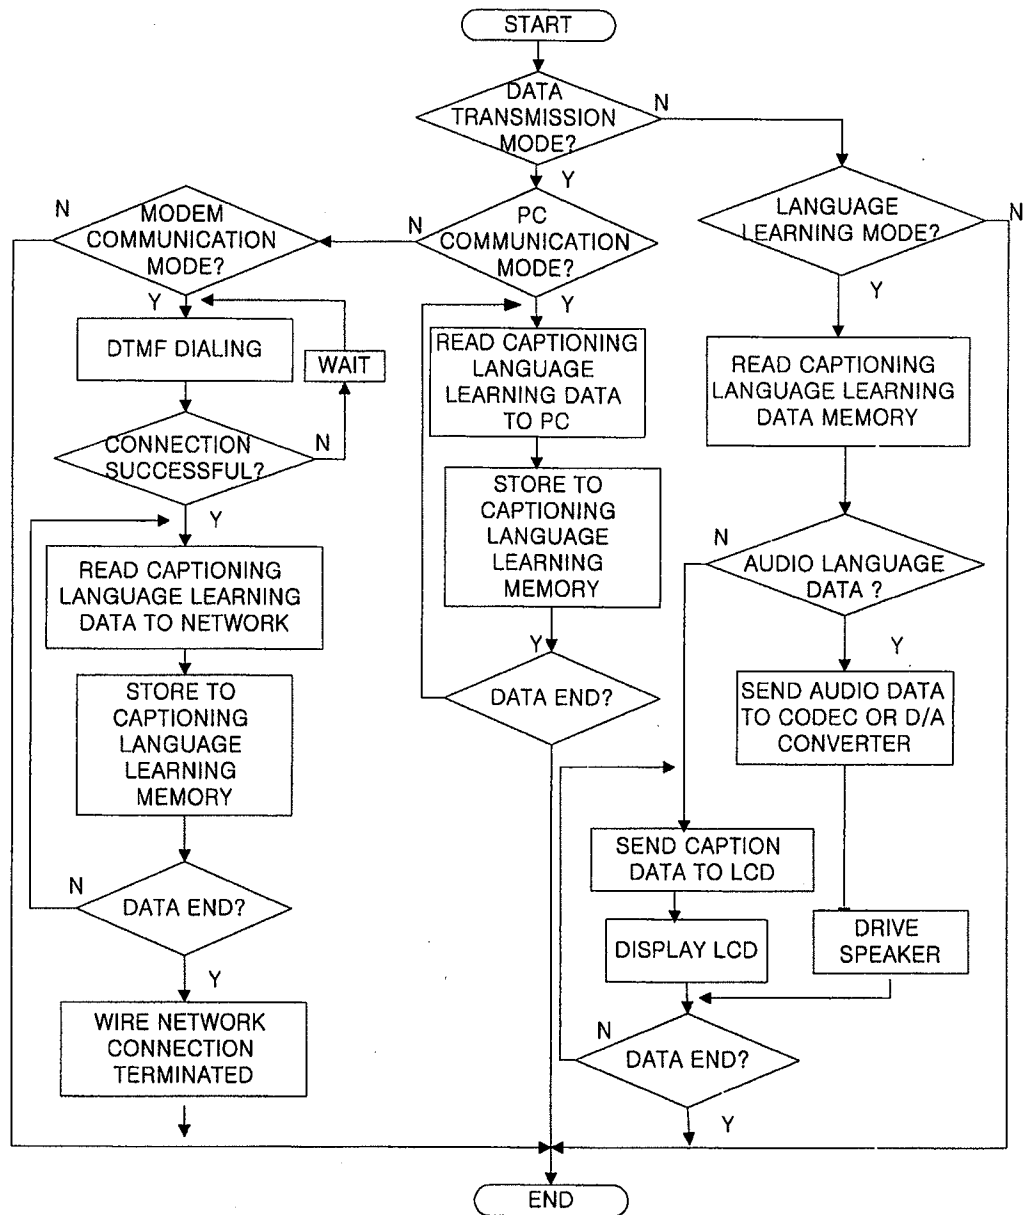 START
DATA
TRANSMISSION
MODE?
N
Y
MODEM
COMMUNICATION
MODE?
N
Y
PC
COMMUNICATION
MODE?
N
Y
LANGUAGE
LEARNING MODE?
N
Y
DTMF DIALING
WAIT
CONNECTION
SUCCESSFUL?
N
Y
READ CAPTIONING
LANGUAGE LEARNING
DATA TO NETWORK
STORE TO
CAPTIONING
LANGUAGE
LEARNING
MEMORY
N
DATA END?
Y
WIRE NETWORK
CONNECTION
TERMINATED
READ CAPTIONING
LANGUAGE
LEARNING DATA
TO PC
STORE TO
CAPTIONING
LANGUAGE
LEARNING
MEMORY
Y
DATA END?
READ CAPTIONING
LANGUAGE LEARNING
DATA MEMORY
N
AUDIO LANGUAGE
DATA ?
Y
SEND AUDIO DATA
TO CODEC OR D/A
CONVERTER
SEND CAPTION
DATA TO LCD
DISPLAY LCD
DRIVE
SPEAKER
N
DATA END?
Y
END